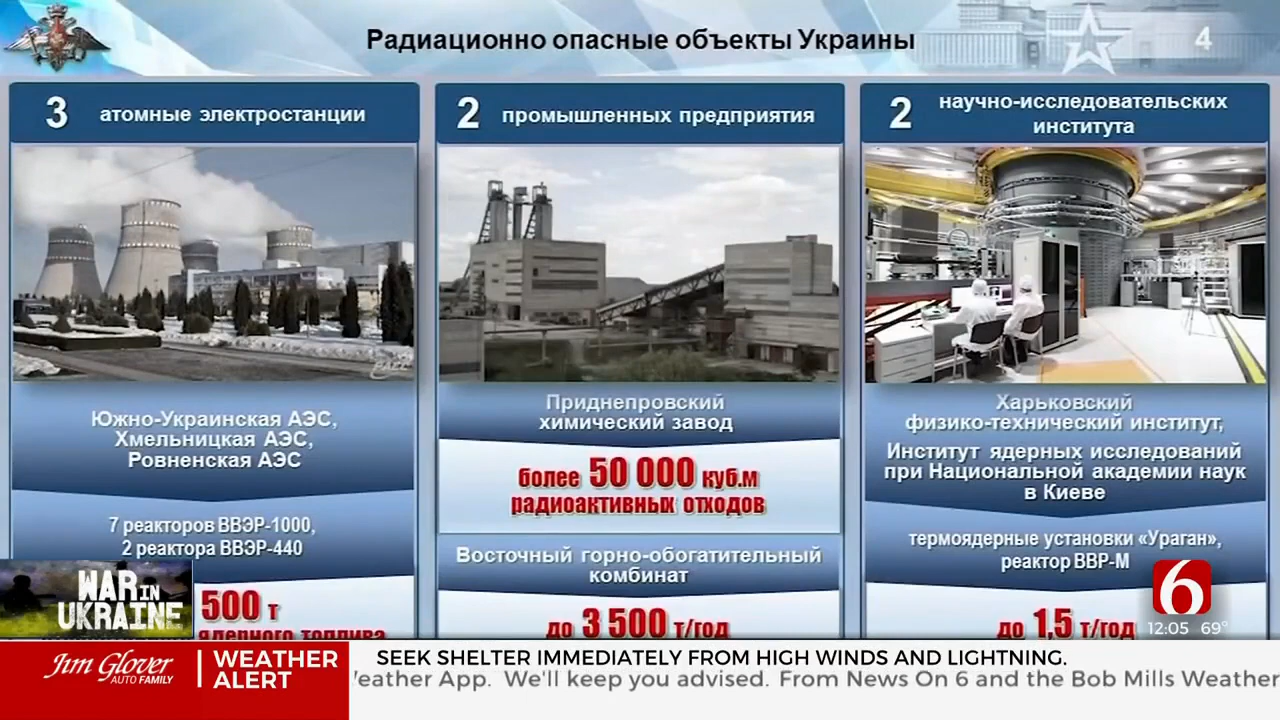 Радиационно опасные объекты Украины
4
3 атомные электростанции
Южно-Украинская АЭС,
Хмельницкая АЭС,
Ровненская АЭС
7 реакторов ВВЭР-1000,
2 реактора ВВЭР-440
500 т
ядерного топлива
2 промышленных предприятия
Приднепровский
химический завод
более 50 000 куб.м
радиоактивных отходов
Восточный горно-обогатительный
комбинат
до 3 500 т/год
2 научно-исследовательских
института
Харьковский
физико-технический институт,
Институт ядерных исследований
при Национальной академии наук
в Киеве
термоядерные установки «Ураган»,
реактор ВВР-М
до 1,5 т/год
WAR IN
UKRAINE
6
12:05 69°
Jim Glover
AUTO FAMILY
WEATHER
ALERT
SEEK SHELTER IMMEDIATELY FROM HIGH WINDS AND LIGHTNING.
Weather App. We'll keep you advised. From News On 6 and the Bob Mills Weather